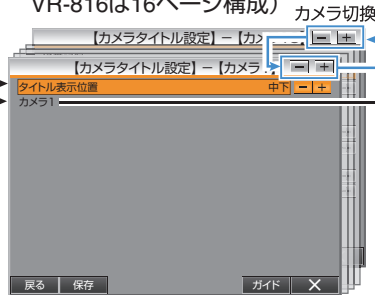 VR-816は16ページ構成）
カメラ切換
【カメラタイトル設定】－【カメ
【カメラタイトル設定】－【カメラ
タイトル表示位置 中下 － ＋
カメラ1
戻る 保存 ガイド ×